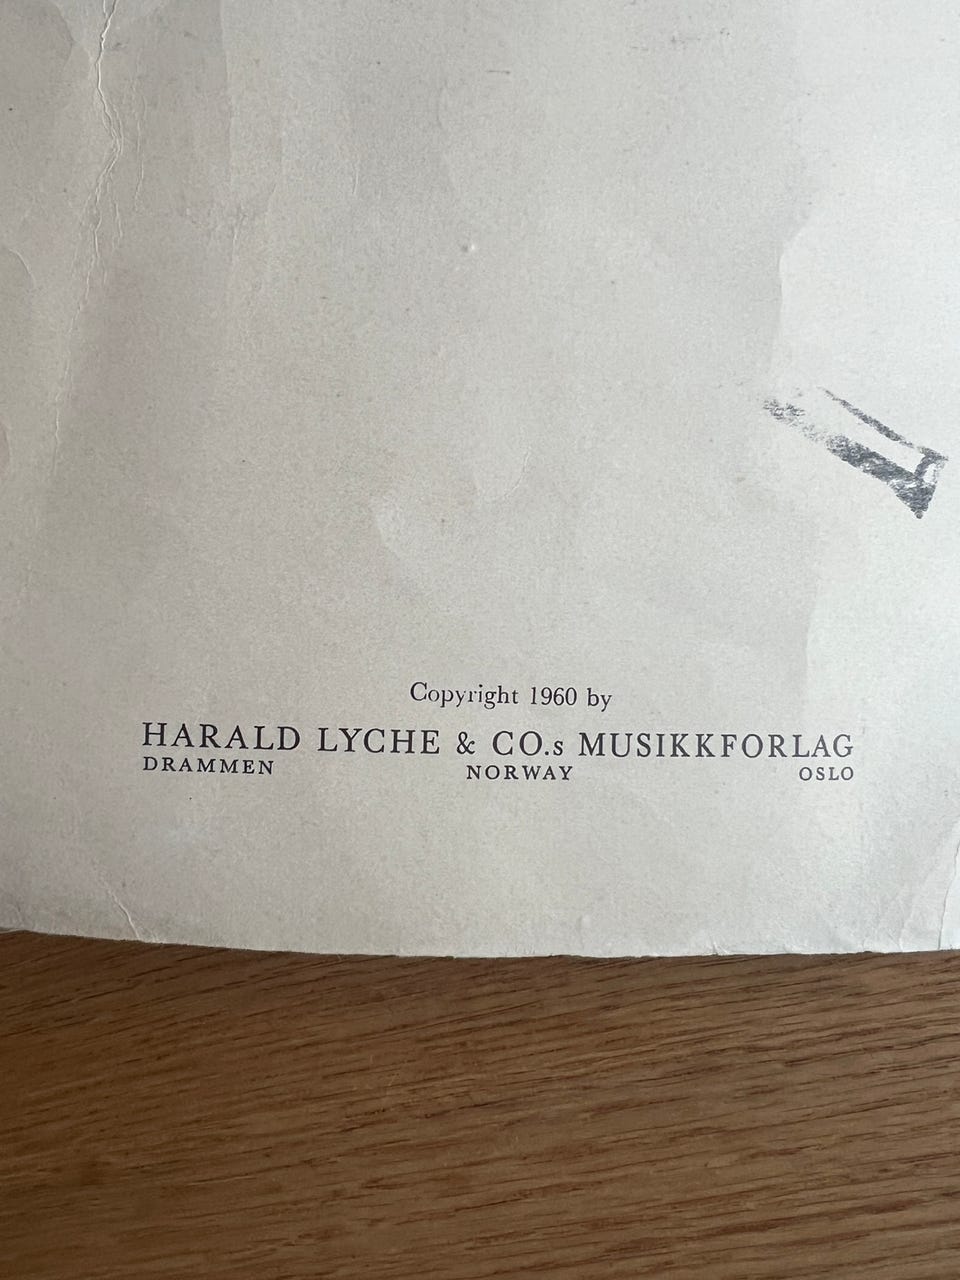 Copyright 1960 by
HARALD LYCHE & CO.s MUSIKKFORLAG
DRAMMEN NORWAY OSLO